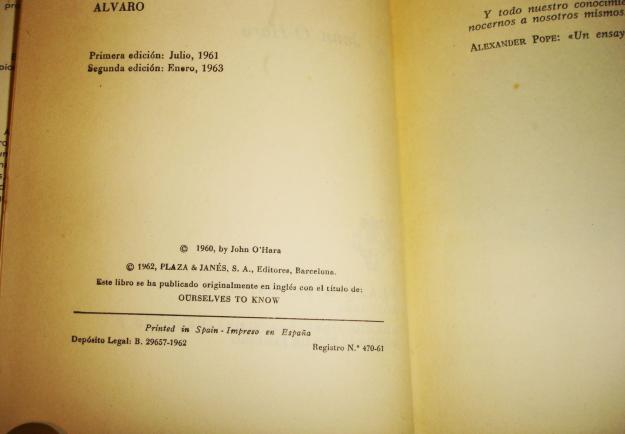 ALVARO
Primera edición: Julio, 1961
Segunda edición: Enero, 1963
© 1960, by John O'Hara
© 1962, PLAZA & JANÉS, S. A., Editores, Barcelona.
Este libro se ha publicado originalmente en inglés con el título de:
OURSELVES TO KNOW
Printed in Spain - Impreso en España
Depósito Legal: B. 29657-1962
Registro N.° 470-61
Y todo nuestro conocimie
nocernos a nosotros mismos
ALEXANDER POPE: «Un ensay